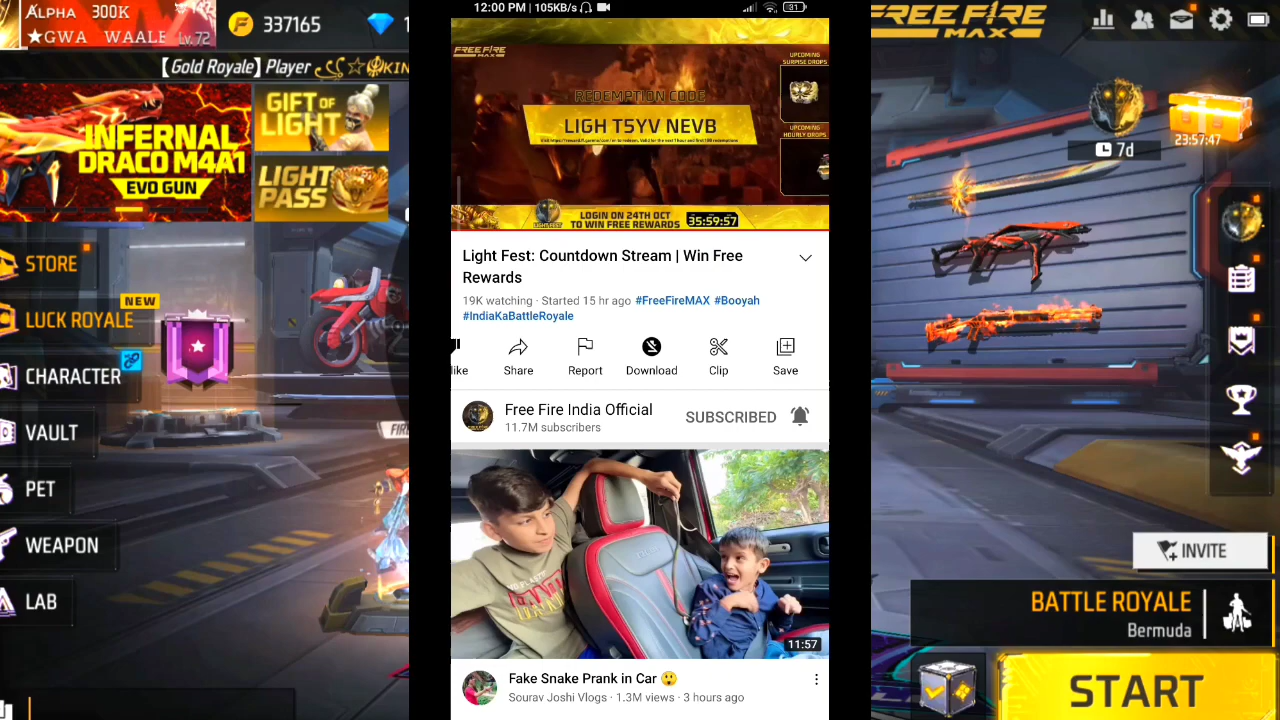 ALPHA 300K
★GWA WAALE
Lv. 72
337165
[Gold Royale] Player
INFERNAL
DRACO M4A1
EVO GUN
GIFT OF
LIGHT
LIGHT
PASS
STORE
NEW
LUCK ROYALE
CHARACTER
VAULT
PET
WEAPON
LAB
12:00 PM | 105KB/s
31
FREE FIRE
MAX
UPCOMING
SURPRISE DROPS
REDEMPTION CODE
LIGH T5YV NEVB
UPCOMING
HOURLY DROPS
LOGIN ON 24TH OCT
TO WIN FREE REWARDS
35:59:57
Light Fest: Countdown Stream | Win Free
Rewards
19K watching · Started 15 hr ago #FreeFireMAX #Booyah
#IndiaKaBattleRoyale
like
Share
Report
Download
Clip
Save
Free Fire India Official
11.7M subscribers
SUBSCRIBED
11:57
Fake Snake Prank in Car 😲
Sourav Joshi Vlogs · 1.3M views · 3 hours ago
FREE FIRE
MAX
7d
23:57:47
INVITE
BATTLE ROYALE
Bermuda
START